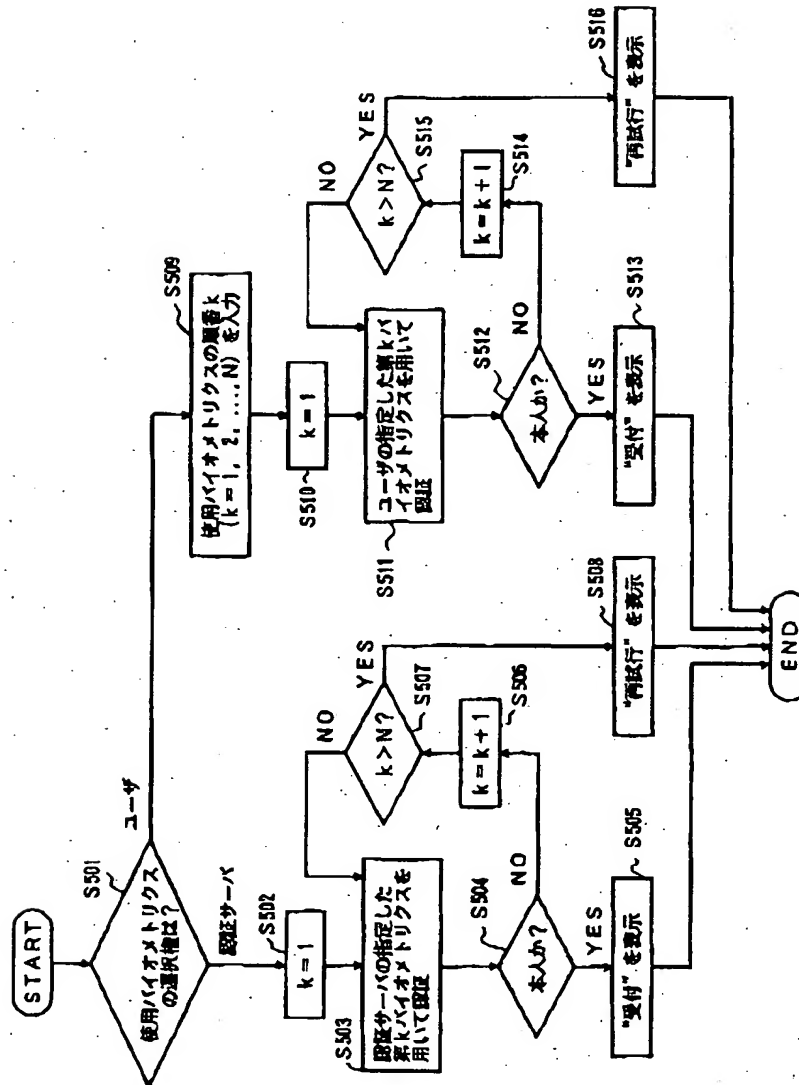 START
S501
使用バイオメトリクス
の選択権は?
ユーザ
認証サーバ
S502
k=1
S503
認証サーバの指定した
第kバイオメトリクスを
用いて認証
S504
本人か?
NO
YES
S505
"受付"を表示
S506
k=k+1
S507
k>N?
NO
YES
S508
"再試行"を表示
S509
使用バイオメトリクスの順番k
(k=1, 2, ..., N)を入力
S510
k=1
S511
ユーザの指定した第kバ
イオメトリクスを用いて
認証
S512
本人か?
NO
YES
S513
"受付"を表示
S514
k=k+1
S515
k>N?
NO
YES
S516
"再試行"を表示
END